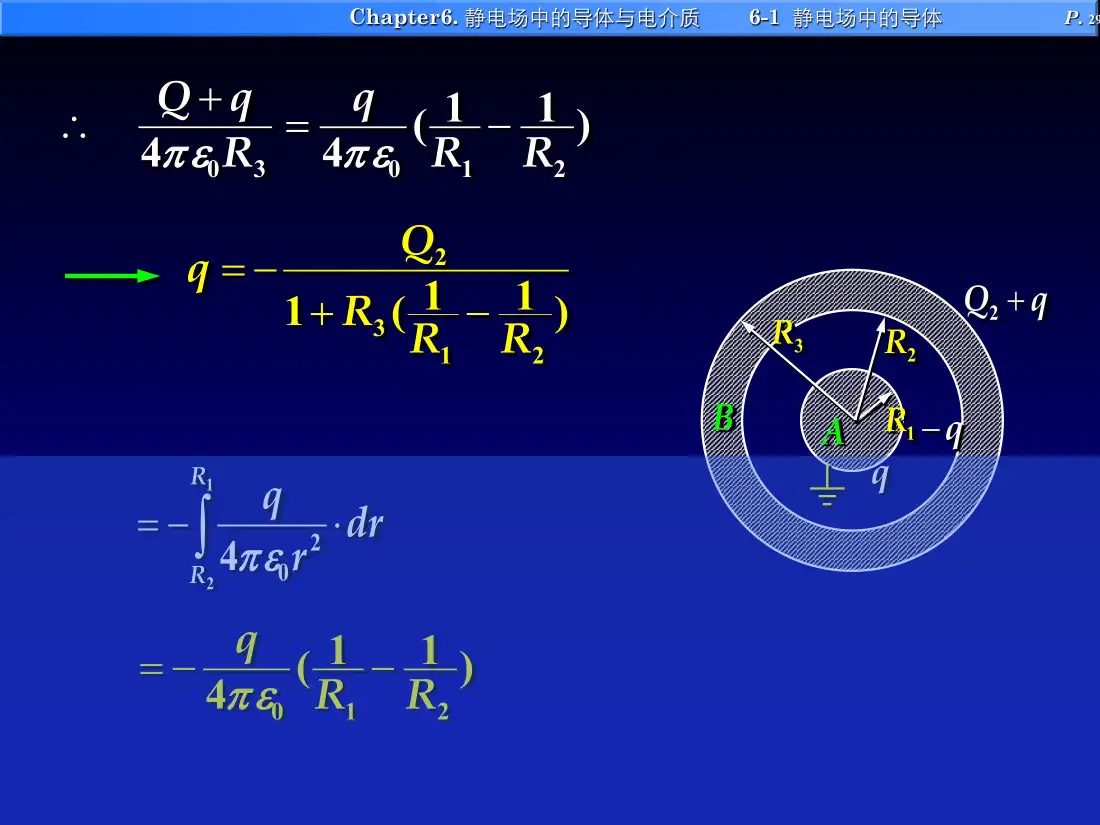 Chapter6. 静电场中的导体与电介质 6-1 静电场中的导体 P. 29
∴ (Q + q)/(4πε₀R₃) = q/(4πε₀) (1/R₁ − 1/R₂)
q = − Q₂/(1 + R₃(1/R₁ − 1/R₂))
Q₂ + q
R₃ R₂
B A R₁ − q
q
= − ∫_{R₂}^{R₁} q/(4πε₀r²) · dr
= − q/(4πε₀) (1/R₁ − 1/R₂)